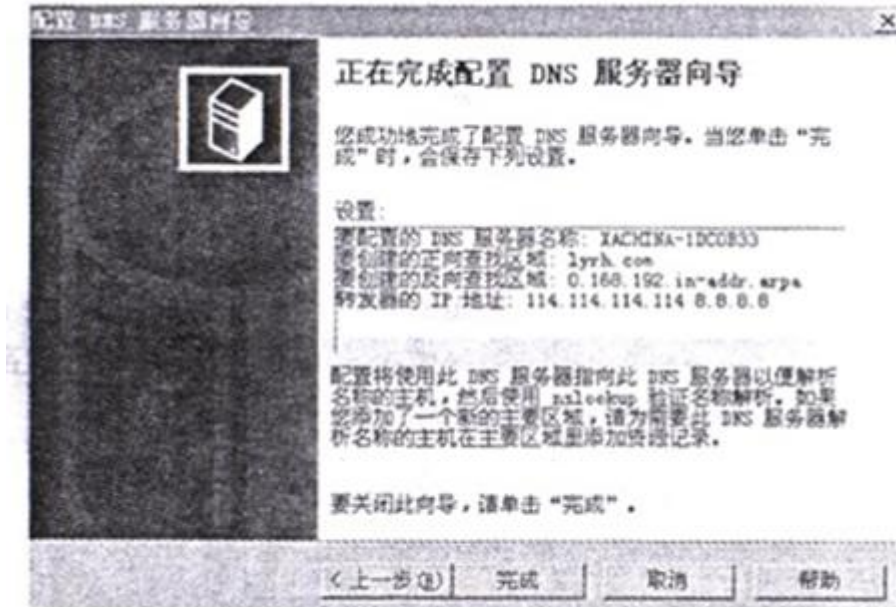 配置 DNS 服务器向导
正在完成配置 DNS 服务器向导
您成功地完成了配置 DNS 服务器向导。当您单击“完
成”时，会保存下列设置。
设置:
要配置的 DNS 服务器名称: XACHINA-1DC0B33
要创建的正向查找区域: lyrh.com
要创建的反向查找区域: 0.168.192.in-addr.arpa
转发器的 IP 地址: 114.114.114.114 8.8.8.8
配置将使用此 DNS 服务器指向此 DNS 服务器以便解析
名称的主机，然后使用 nslookup 验证名称解析。如果
您添加了一个新的主要区域，请为需要此 DNS 服务器解
析名称的主机在主要区域里添加资源记录。
要关闭此向导，请单击“完成”。
< 上一步(B)  完成  取消  帮助